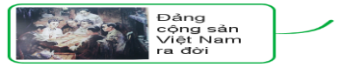 Đảng
cộng sản
Việt Nam
ra đời